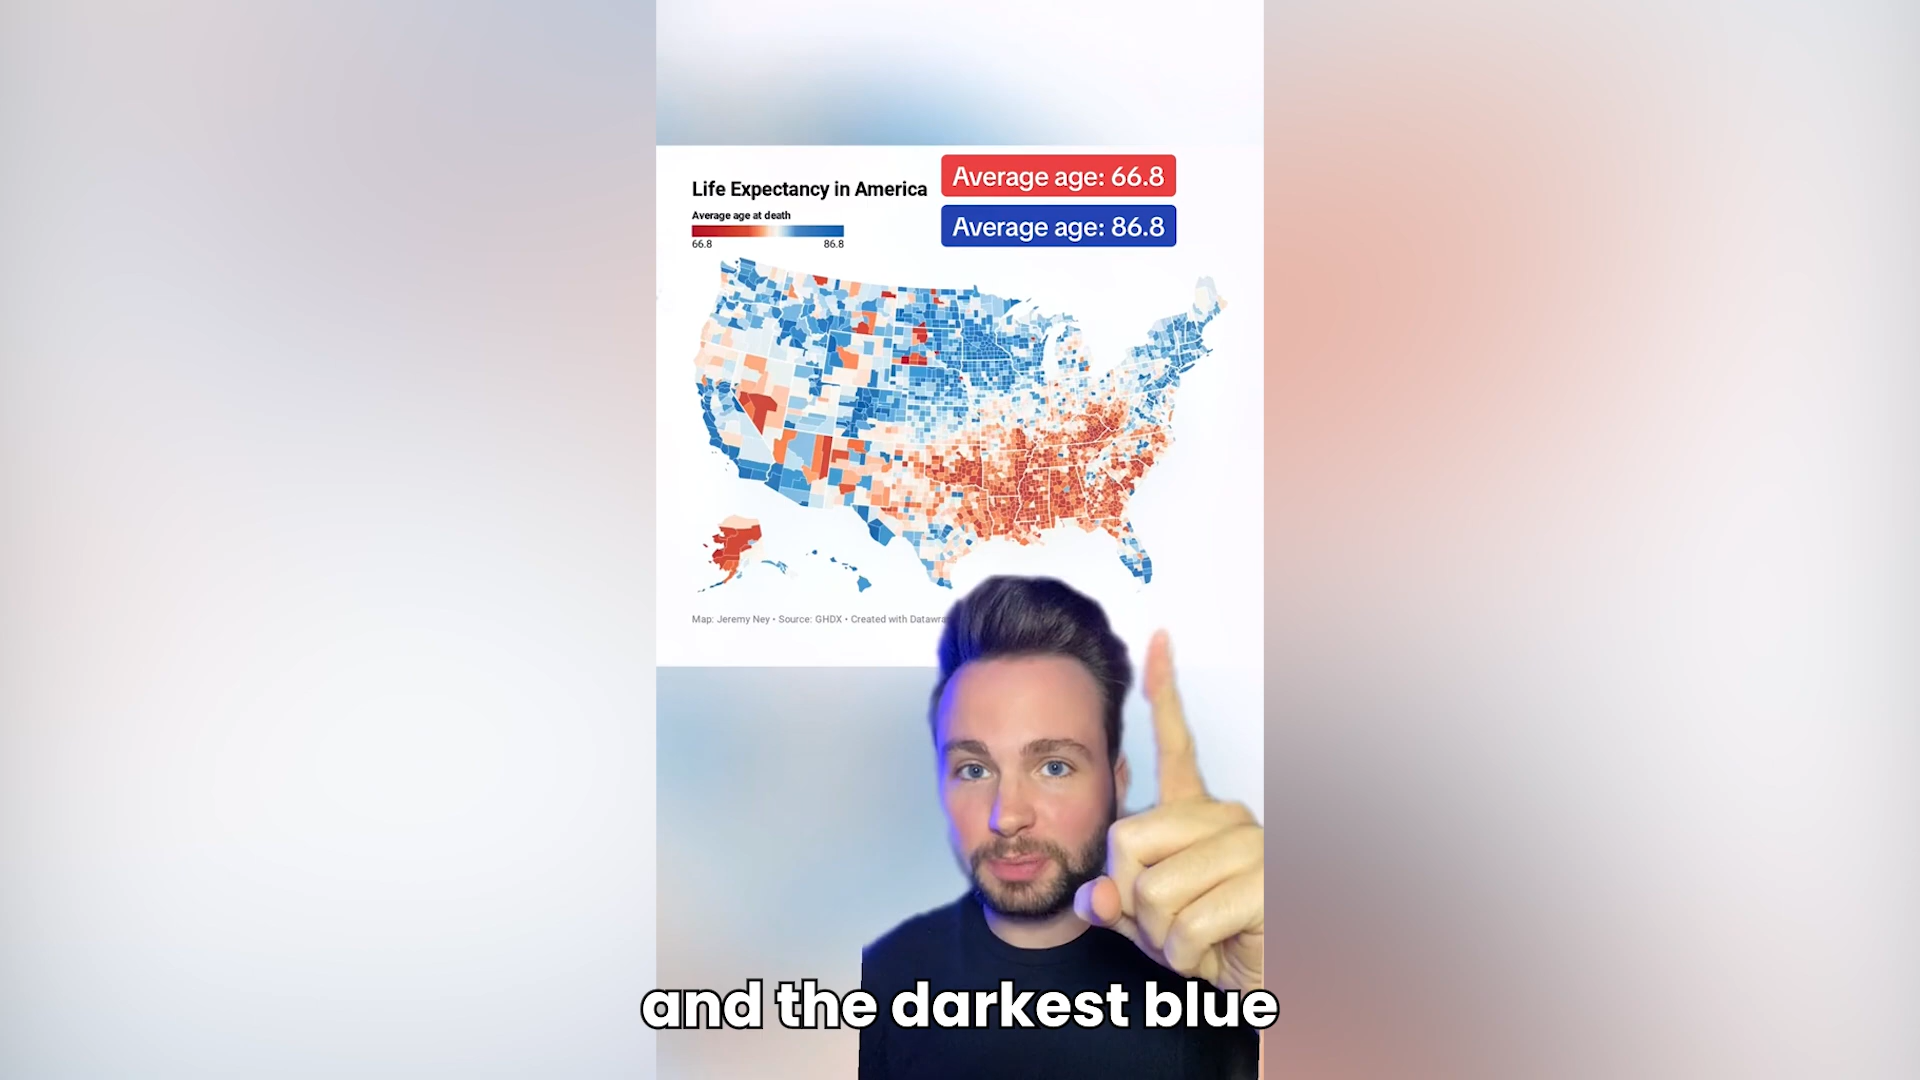 Life Expectancy in America
Average age at death
66.8 86.8
Average age: 66.8
Average age: 86.8
Map: Jeremy Ney • Source: GHDX • Created with
and the darkest blue